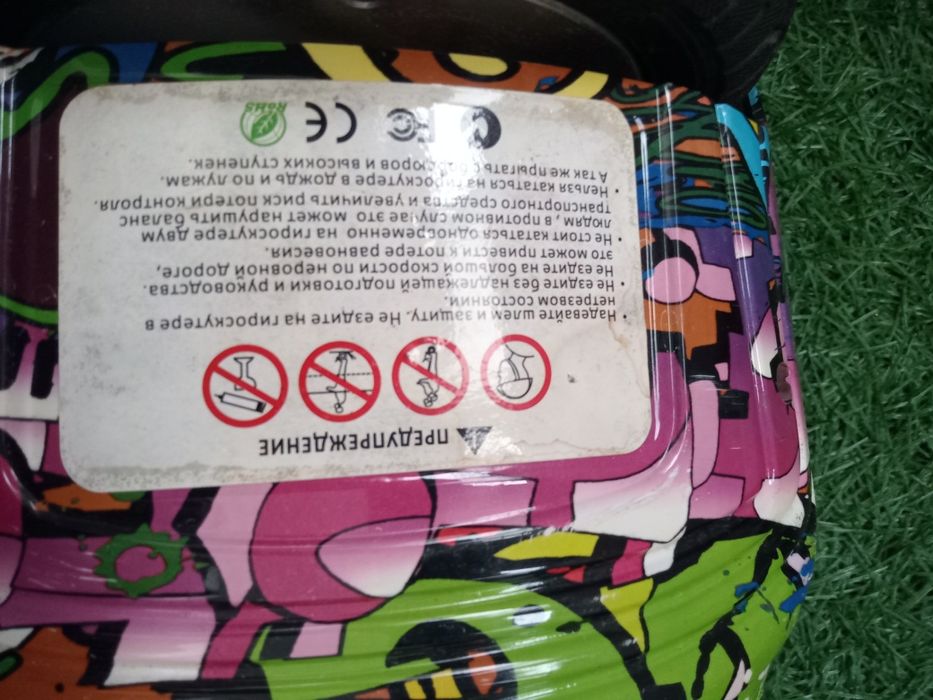 ПРЕДУПРЕЖДЕНИЕ
• Надевайте шлем и защиту. Не ездите на гироскутере в
нетрезвом состоянии.
• Не ездите без надлежащей подготовки и руководства.
Не ездите на большой скорости по неровной дороге,
это может привести к потере равновесия.
• Не стоит кататься одновременно на гироскутере двум
людям, в противном случае это может нарушить баланс
транспортного средства и увеличить риск потери контроля.
• Нельзя кататься на гироскутере в дождь и по лужам.
А так же прыгать с бордюров и высоких ступенек.
FC CE RoHS